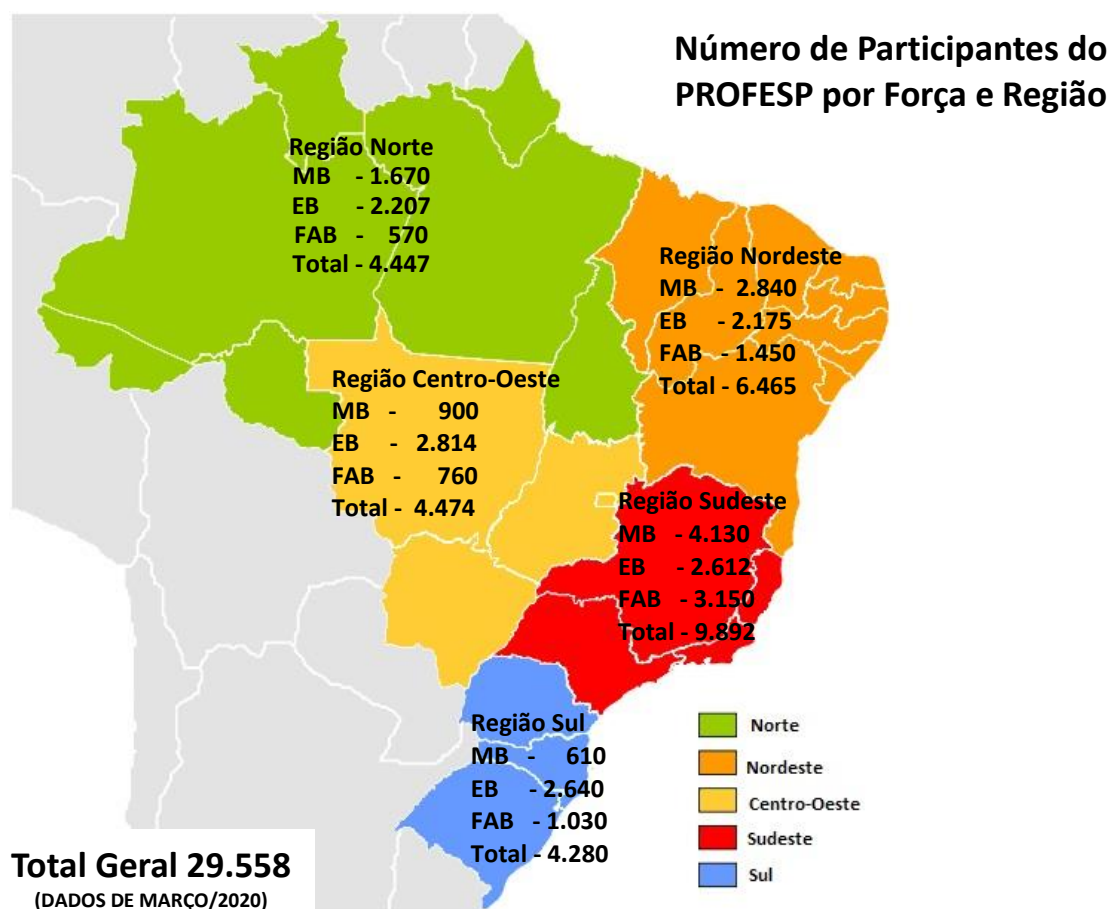 Número de Participantes do
PROFESP por Força e Região
Região Norte
MB - 1.670
EB - 2.207
FAB - 570
Total - 4.447
Região Nordeste
MB - 2.840
EB - 2.175
FAB - 1.450
Total - 6.465
Região Centro-Oeste
MB - 900
EB - 2.814
FAB - 760
Total - 4.474
Região Sudeste
MB - 4.130
EB - 2.612
FAB - 3.150
Total - 9.892
Região Sul
MB - 610
EB - 2.640
FAB - 1.030
Total - 4.280
Norte
Nordeste
Centro-Oeste
Sudeste
Sul
Total Geral 29.558
(DADOS DE MARÇO/2020)